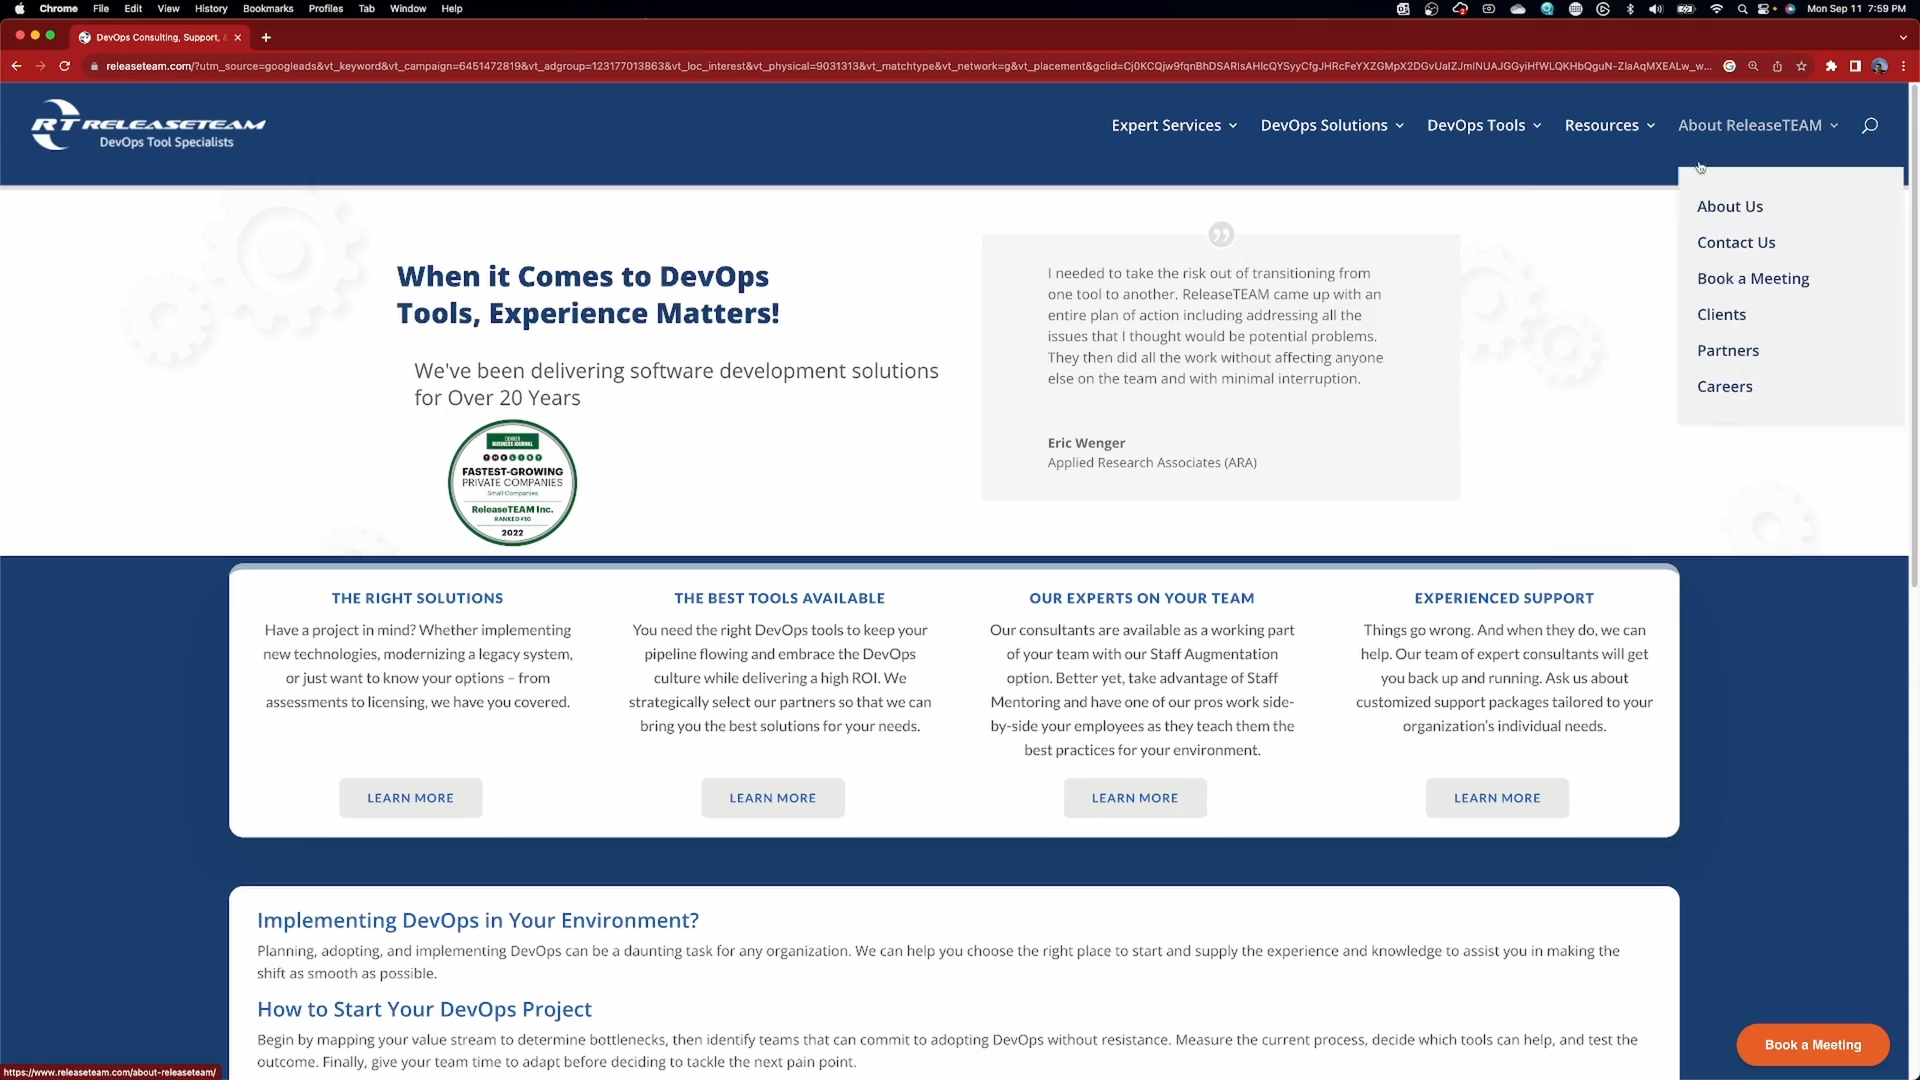 Chrome File Edit View History Bookmarks Profiles Tab Window Help Mon Sep 11 7:59 PM
DevOps Consulting, Support,
releaseteam.com/?utm_source=googleads&vt_keyword&vt_campaign=6451472819&vt_adgroup=123177013863&vt_loc_interest&vt_physical=9031313&vt_matchtype&vt_network=g&vt_placement
RT RELEASETEAM
DevOps Tool Specialists
Expert Services DevOps Solutions DevOps Tools Resources About ReleaseTEAM
About Us
Contact Us
Book a Meeting
Clients
Partners
Careers
When it Comes to DevOps
Tools, Experience Matters!
We've been delivering software development solutions
for Over 20 Years
DENVER
BUSINESS JOURNAL
THE LIST
FASTEST-GROWING
PRIVATE COMPANIES
Small Companies
ReleaseTEAM Inc.
RANKED #10
2022
I needed to take the risk out of transitioning from
one tool to another. ReleaseTEAM came up with an
entire plan of action including addressing all the
issues that I thought would be potential problems.
They then did all the work without affecting anyone
else on the team and with minimal interruption.
Eric Wenger
Applied Research Associates (ARA)
THE RIGHT SOLUTIONS
Have a project in mind? Whether implementing
new technologies, modernizing a legacy system,
or just want to know your options – from
assessments to licensing, we have you covered.
LEARN MORE
THE BEST TOOLS AVAILABLE
You need the right DevOps tools to keep your
pipeline flowing and embrace the DevOps
culture while delivering a high ROI. We
strategically select our partners so that we can
bring you the best solutions for your needs.
LEARN MORE
OUR EXPERTS ON YOUR TEAM
Our consultants are available as a working part
of your team with our Staff Augmentation
option. Better yet, take advantage of Staff
Mentoring and have one of our pros work side-
by-side your employees as they teach them the
best practices for your environment.
LEARN MORE
EXPERIENCED SUPPORT
Things go wrong. And when they do, we can
help. Our team of expert consultants will get
you back up and running. Ask us about
customized support packages tailored to your
organization's individual needs.
LEARN MORE
Implementing DevOps in Your Environment?
Planning, adopting, and implementing DevOps can be a daunting task for any organization. We can help you choose the right place to start and supply the experience and knowledge to assist you in making the
shift as smooth as possible.
How to Start Your DevOps Project
Begin by mapping your value stream to determine bottlenecks, then identify teams that can commit to adopting DevOps without resistance. Measure the current process, decide which tools can help, and test the
outcome. Finally, give your team time to adapt before deciding to tackle the next pain point.
Book a Meeting
https://www.releaseteam.com/about-releaseteam/